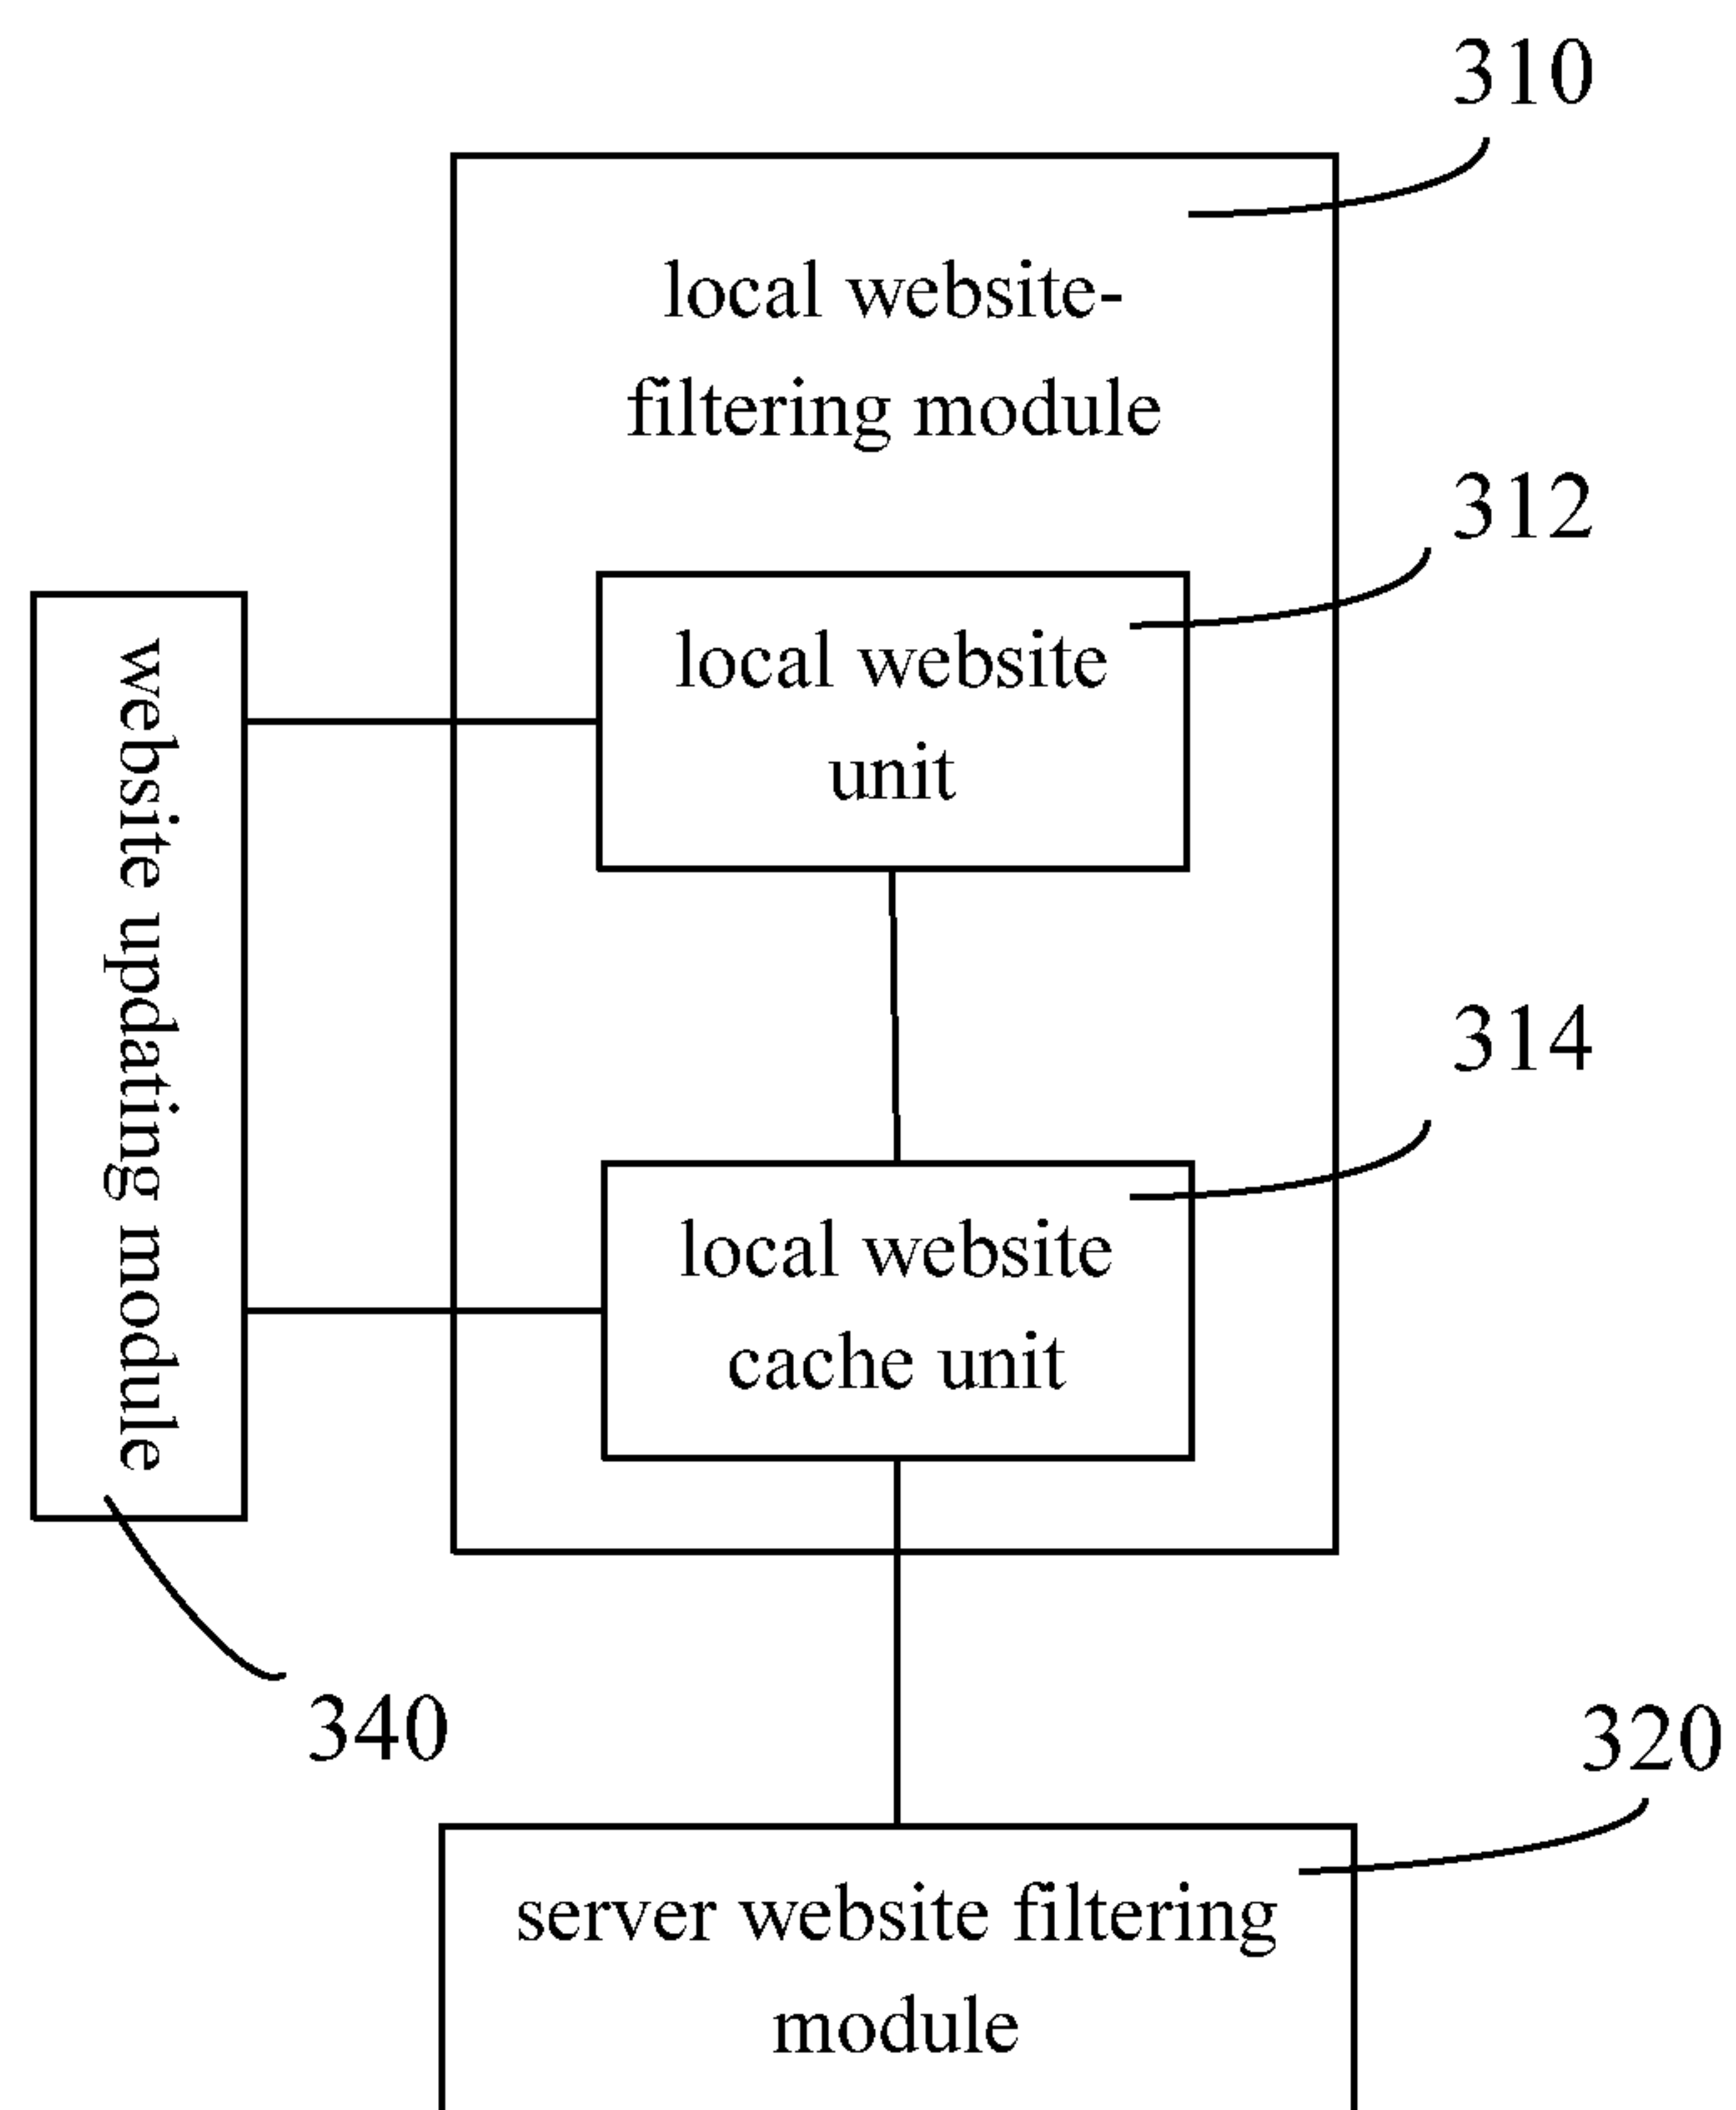 310
local website-
filtering module
312
local website
unit
website updating module
314
local website
cache unit
340
320
server website filtering
module